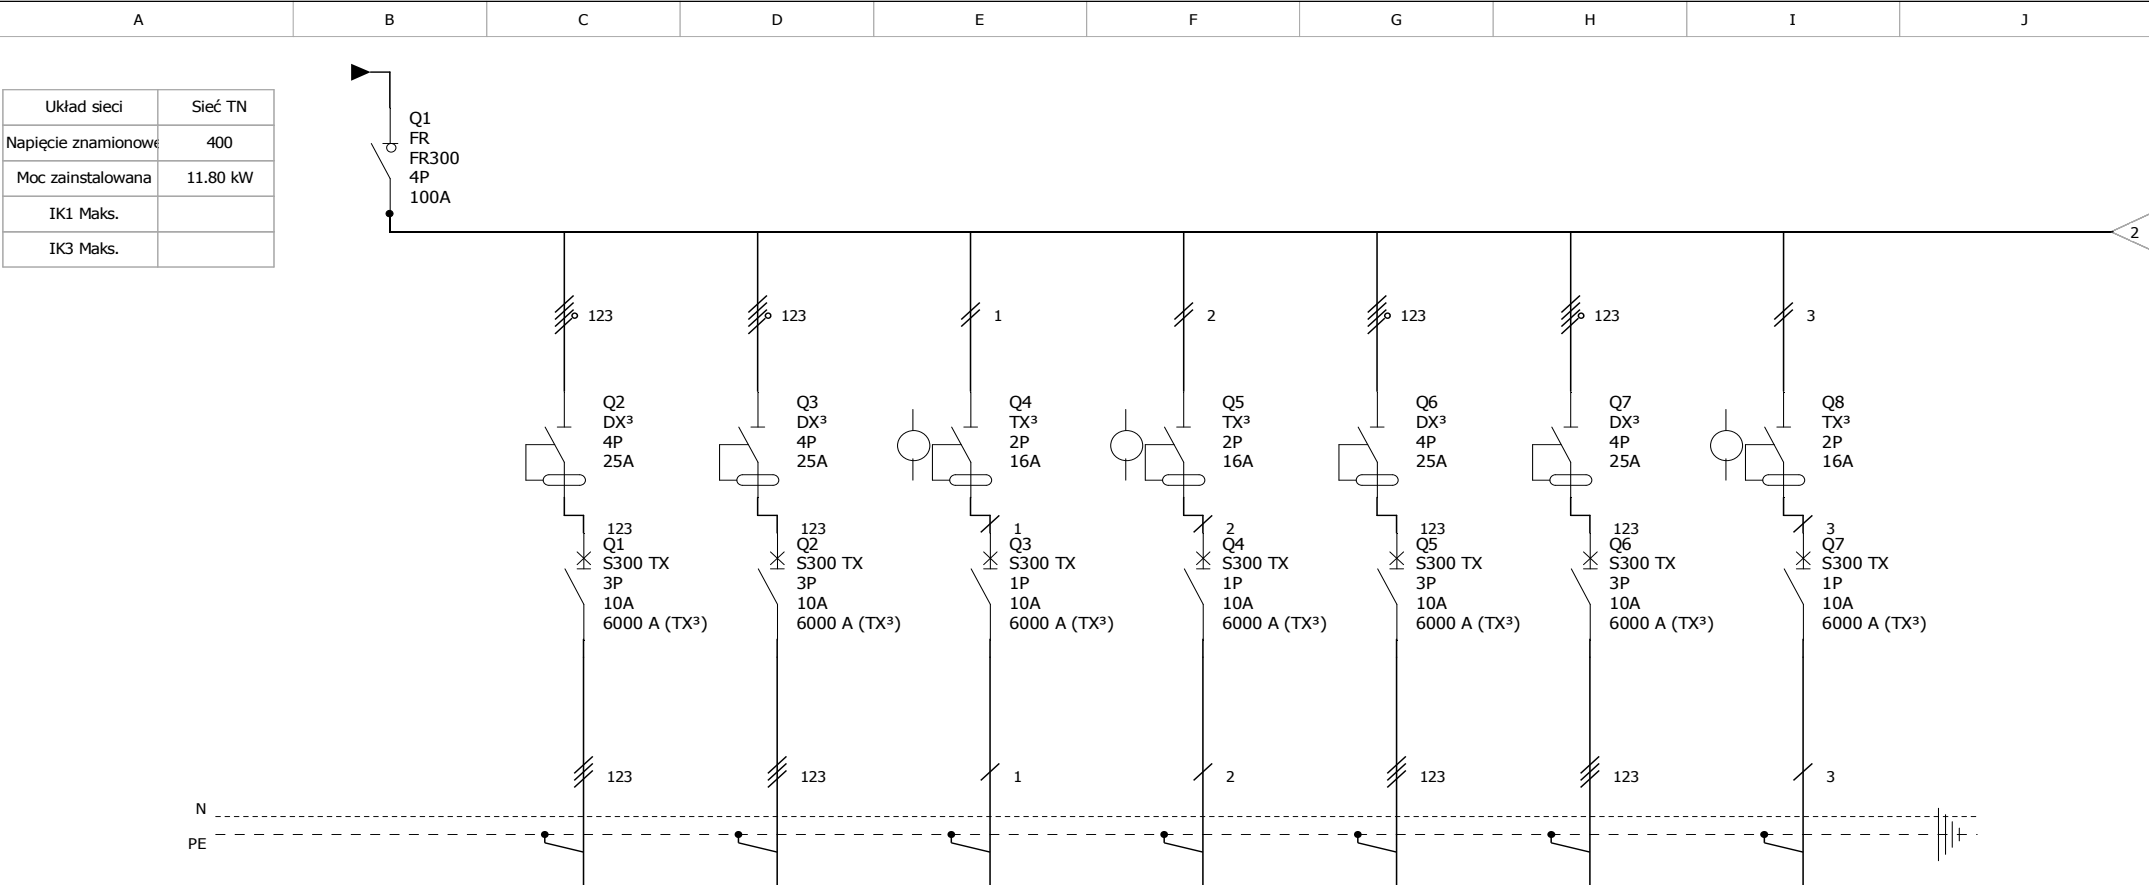 A B C D E F G H I J
Układ sieci Sieć TN
Napięcie znamionowe 400
Moc zainstalowana 11.80 kW
IK1 Maks.
IK3 Maks.
Q1
FR
FR300
4P
100A
2
123 123 1 2 123 123 3
Q2 Q3 Q4 Q5 Q6 Q7 Q8
DX³ DX³ TX³ TX³ DX³ DX³ TX³
4P 4P 2P 2P 4P 4P 2P
25A 25A 16A 16A 25A 25A 16A
123 123 1 2 123 123 3
Q1 Q2 Q3 Q4 Q5 Q6 Q7
S300 TX S300 TX S300 TX S300 TX S300 TX S300 TX S300 TX
3P 3P 1P 1P 3P 3P 1P
10A 10A 10A 10A 10A 10A 10A
6000 A (TX³) 6000 A (TX³) 6000 A (TX³) 6000 A (TX³) 6000 A (TX³) 6000 A (TX³) 6000 A (TX³)
123 123 1 2 123 123 3
N
PE